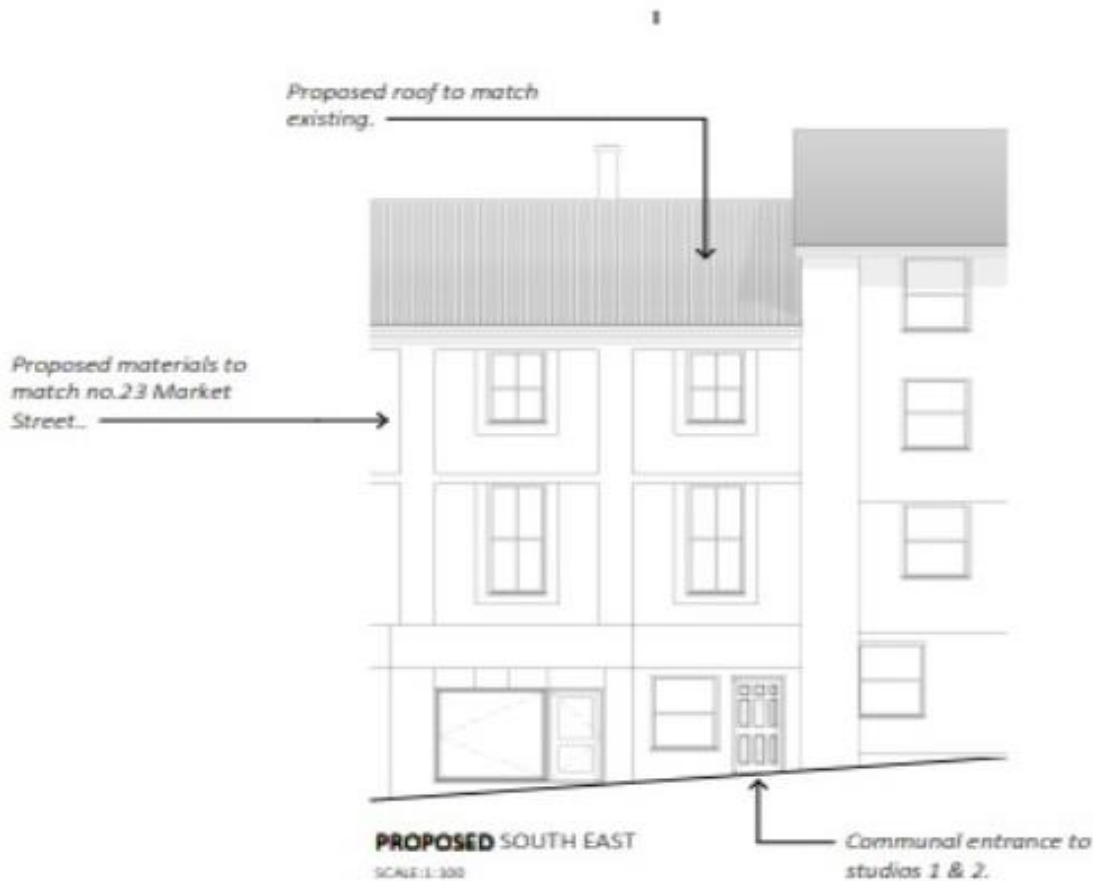 Proposed roof to match
existing.
Proposed materials to
match no.23 Market
Street..
PROPOSED SOUTH EAST
SCALE:1:100
Communal entrance to
studios 1 & 2.